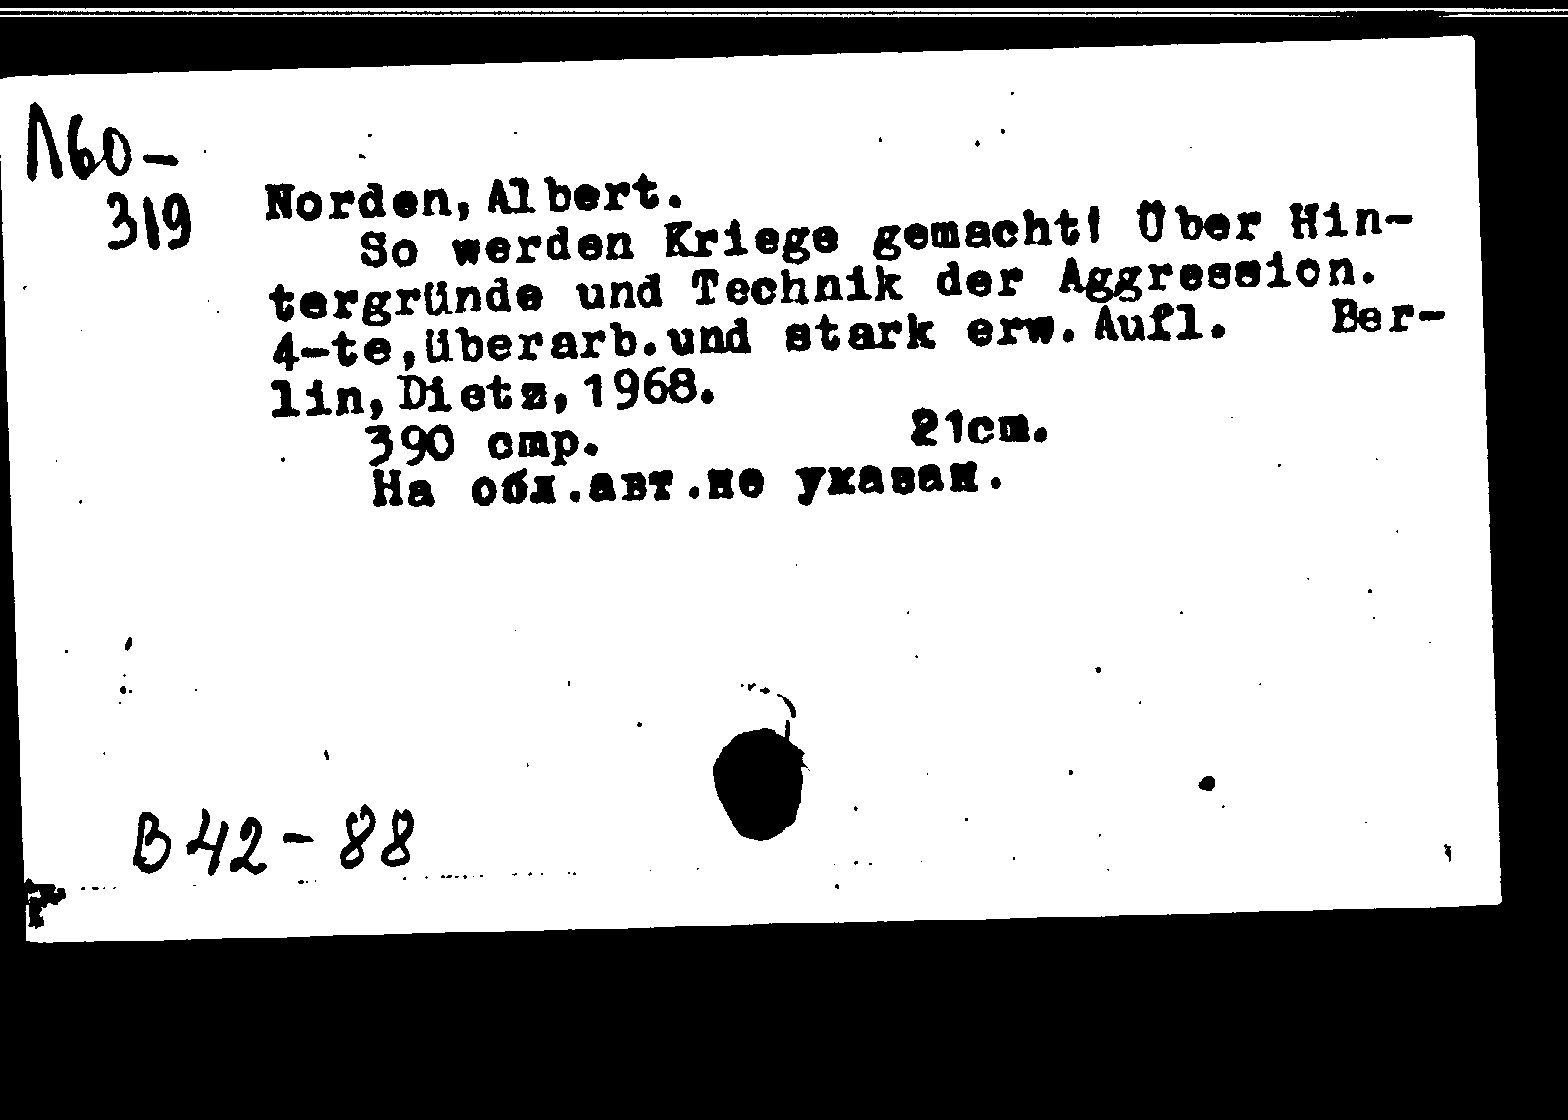 Л60-
319
Norden, Albert.
So werden Kriege gemacht! Über Hin-
tergründe und Technik der Aggression.
4-te, überarb. und stark erw. Aufl. Ber-
lin, Dietz, 1968.
390 стр. 21cm.
На обл. авт. не указан.
В 42 - 88